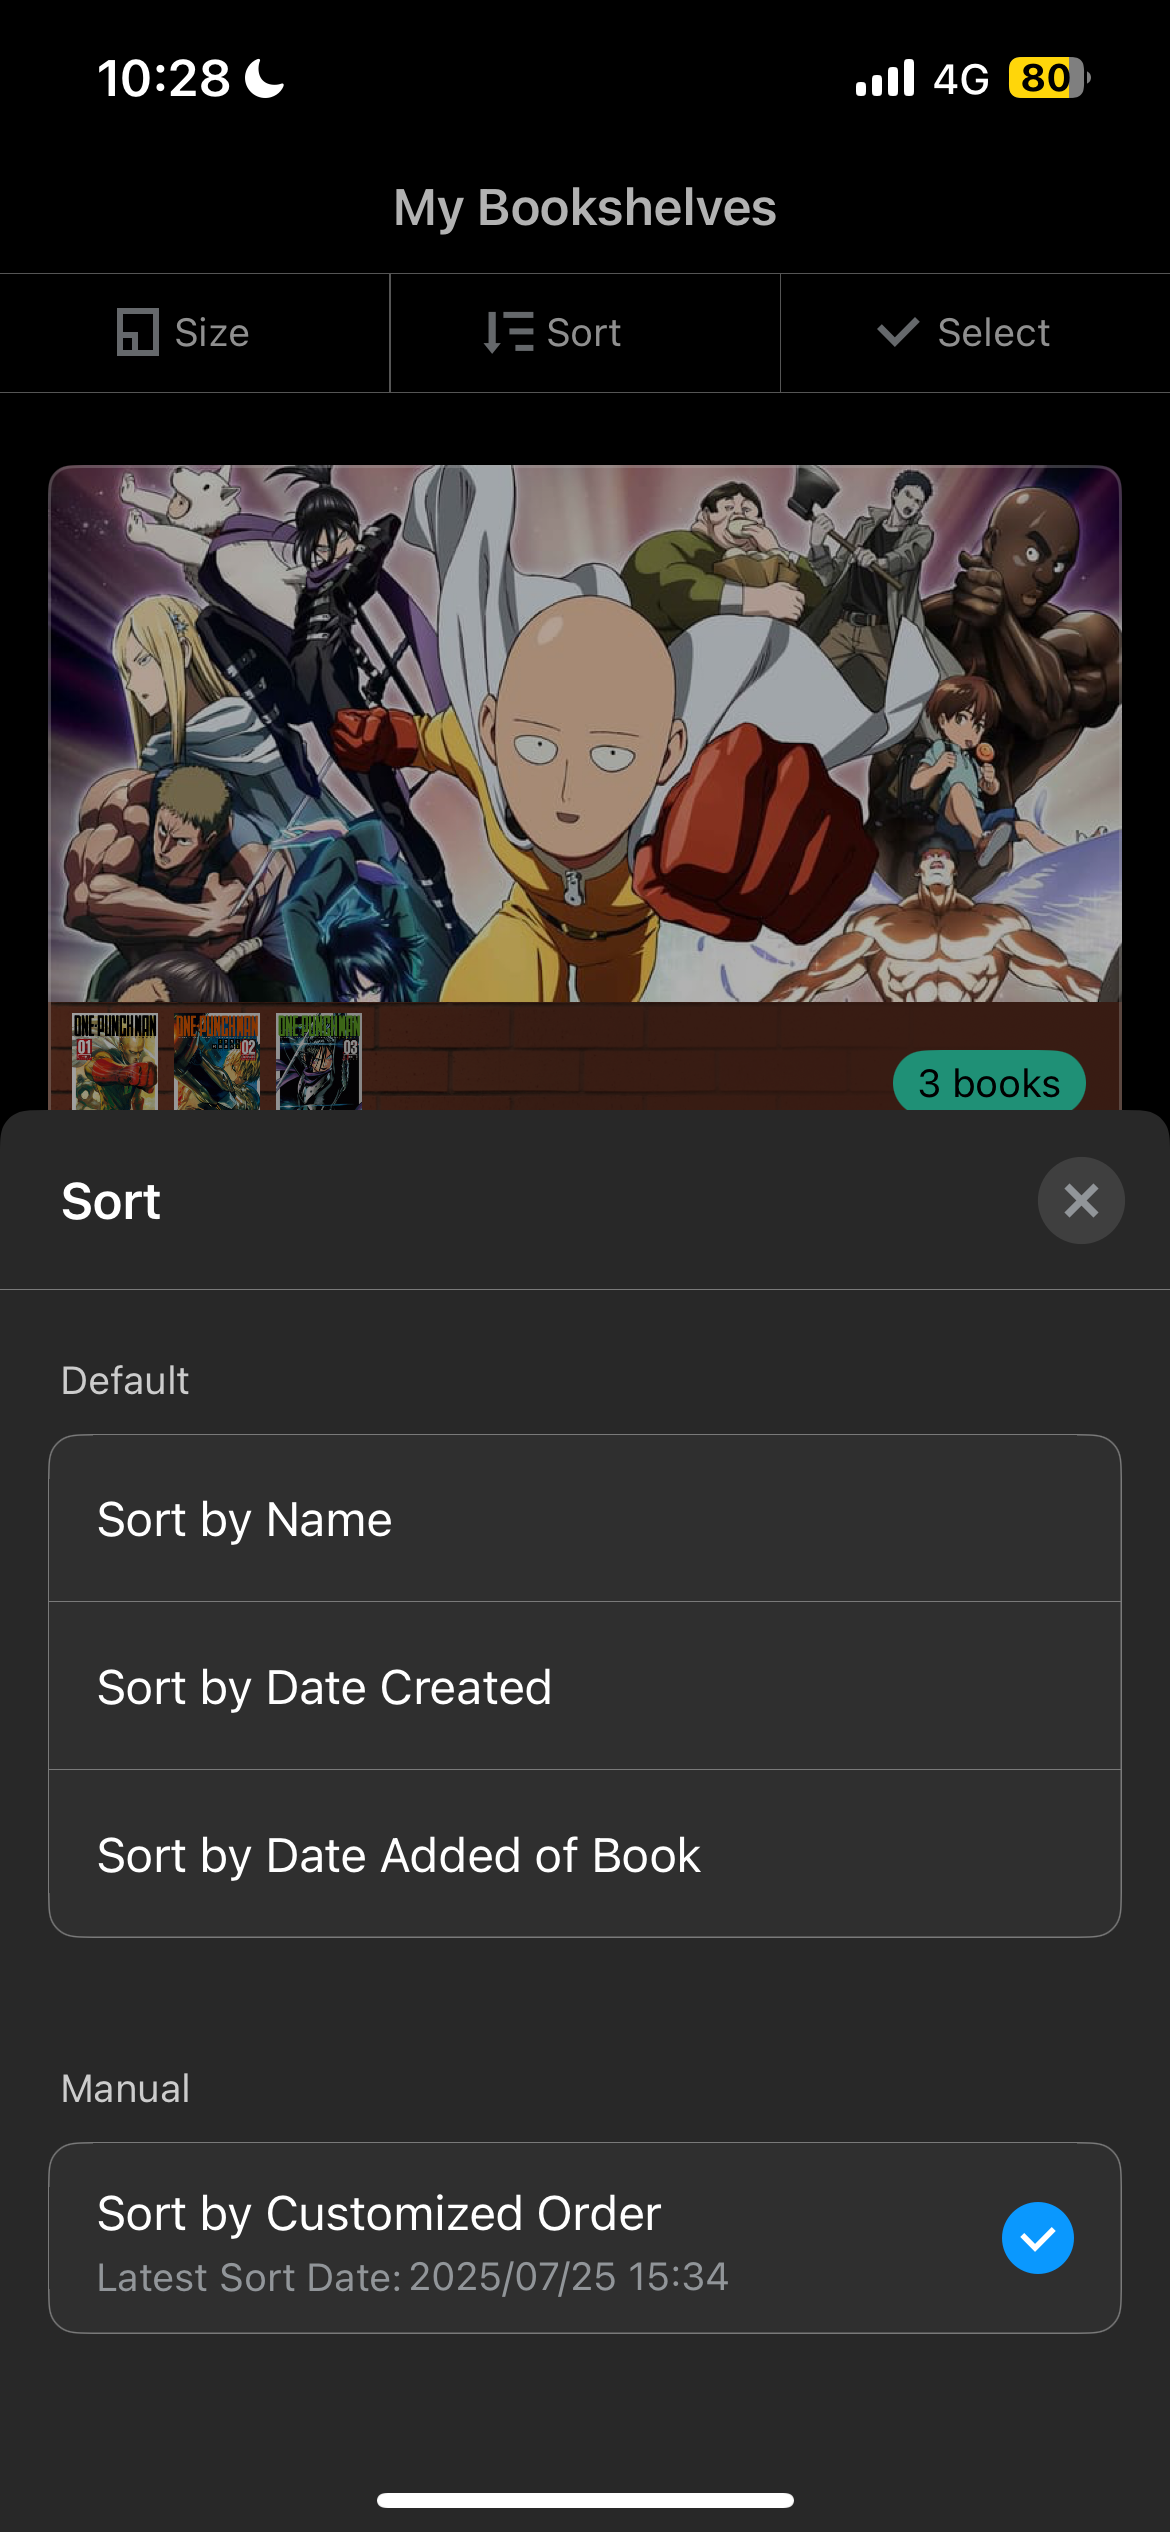 10:28
4G 80
My Bookshelves
Size Sort Select
ONE-PUNCH MAN ONE-PUNCH MAN ONE-PUNCH MAN
01 02 03
3 books
Sort
Default
Sort by Name
Sort by Date Created
Sort by Date Added of Book
Manual
Sort by Customized Order
Latest Sort Date: 2025/07/25 15:34